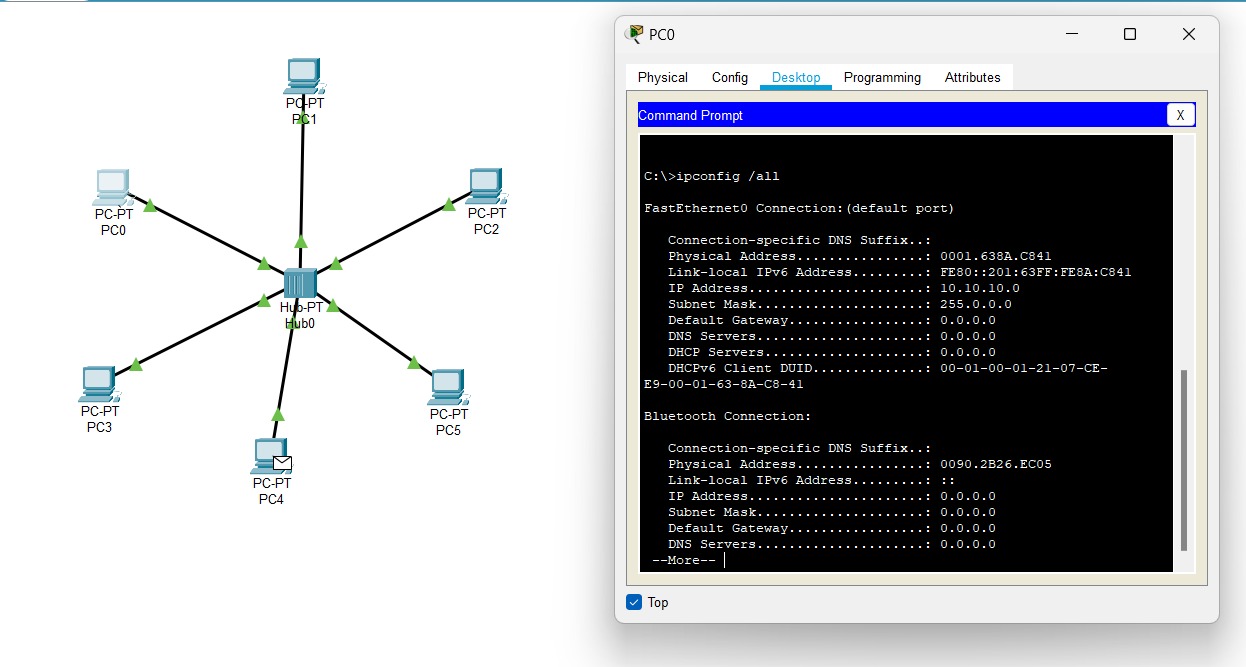 PC-PT
PC1
PC-PT
PC0
PC-PT
PC2
Hub-PT
Hub0
PC-PT
PC3
PC-PT
PC5
PC-PT
PC4
PC0
Physical Config Desktop Programming Attributes
Command Prompt X
C:\>ipconfig /all
FastEthernet0 Connection:(default port)
Connection-specific DNS Suffix..:
Physical Address................: 0001.638A.C841
Link-local IPv6 Address.........: FE80::201:63FF:FE8A:C841
IP Address......................: 10.10.10.0
Subnet Mask.....................: 255.0.0.0
Default Gateway.................: 0.0.0.0
DNS Servers.....................: 0.0.0.0
DHCP Servers....................: 0.0.0.0
DHCPv6 Client DUID..............: 00-01-00-01-21-07-CE-
E9-00-01-63-8A-C8-41
Bluetooth Connection:
Connection-specific DNS Suffix..:
Physical Address................: 0090.2B26.EC05
Link-local IPv6 Address.........: ::
IP Address......................: 0.0.0.0
Subnet Mask.....................: 0.0.0.0
Default Gateway.................: 0.0.0.0
DNS Servers.....................: 0.0.0.0
--More--
Top